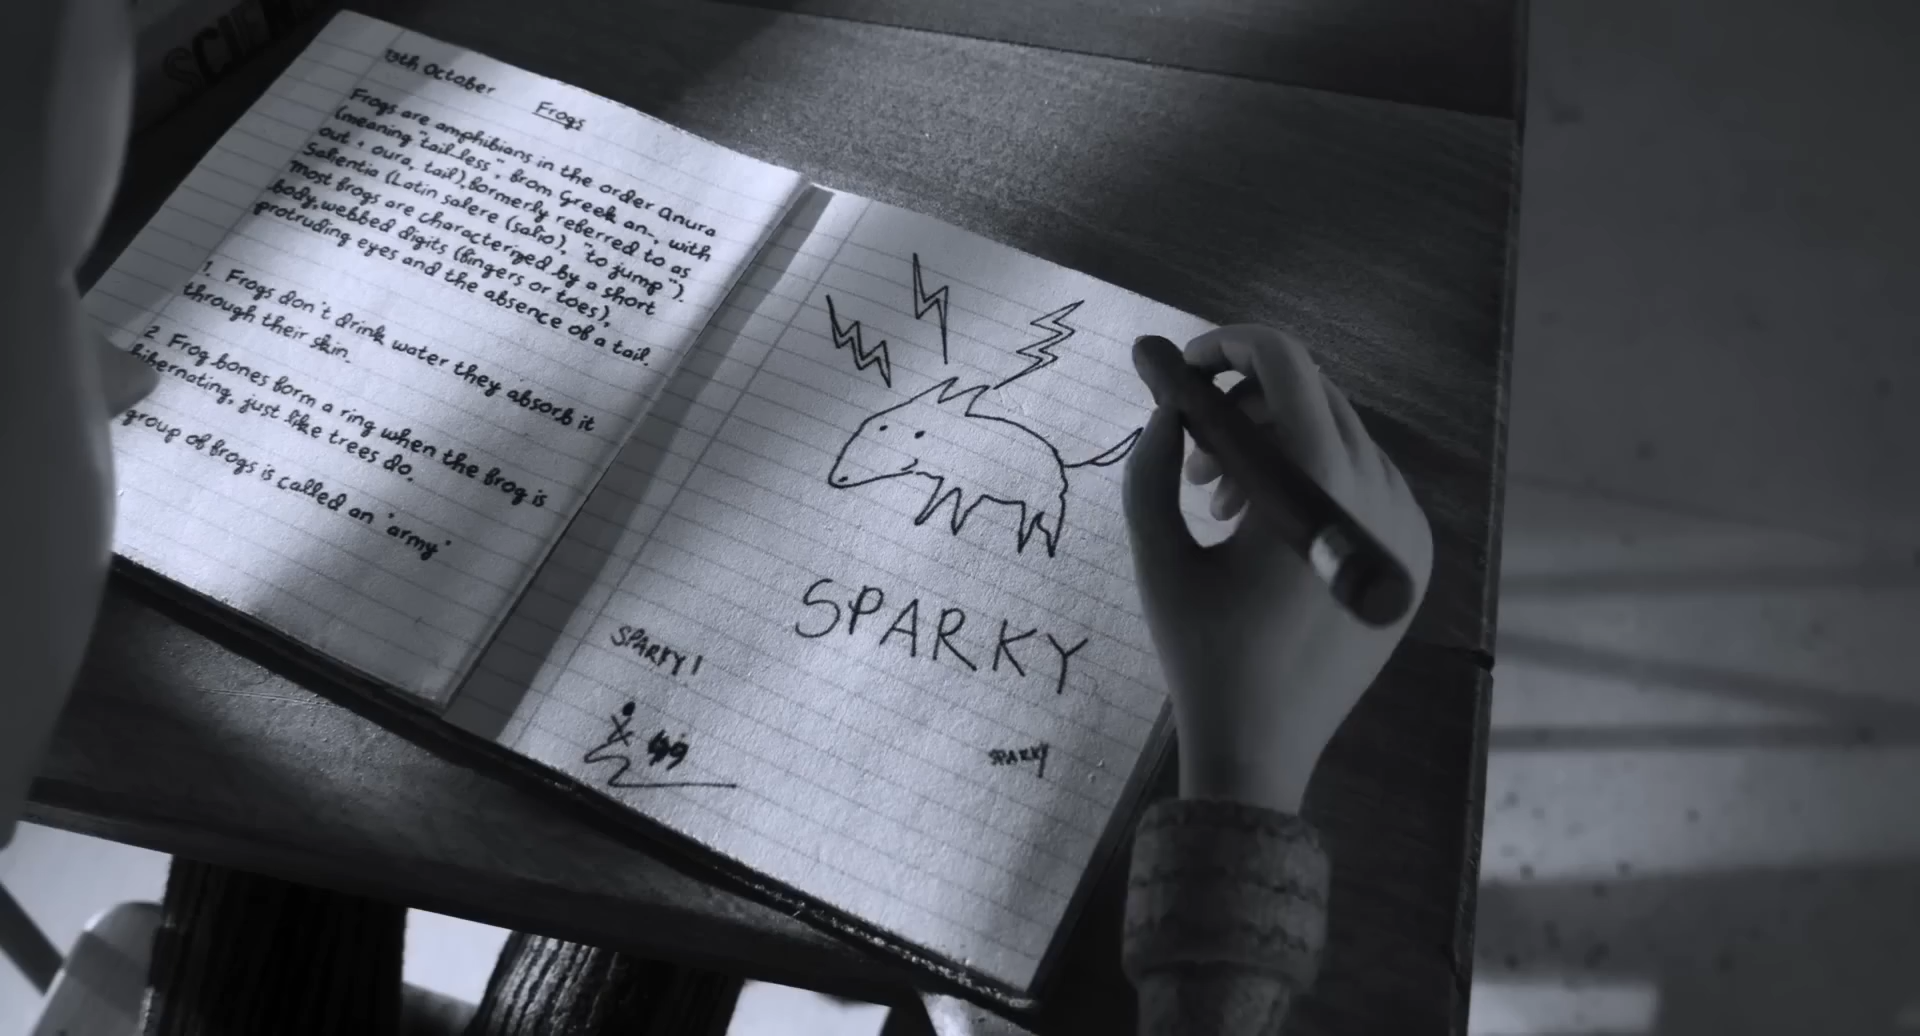 SCIEN
13th October Frogs
Frogs are amphibians in the order Anura
(meaning "tail-less", from Greek an-, with
out + oura, tail), formerly referred to as
Salientia (Latin salere (salio), "to jump").
most frogs are characterized by a short
body, webbed digits (fingers or toes),
protruding eyes and the absence of a tail.
1. Frogs don't drink water they absorb it
through their skin.
2 Frog bones form a ring when the frog is
hibernating, just like trees do.
group of frogs is called an "army"
SPARKY
SPARKY!
SPARKY